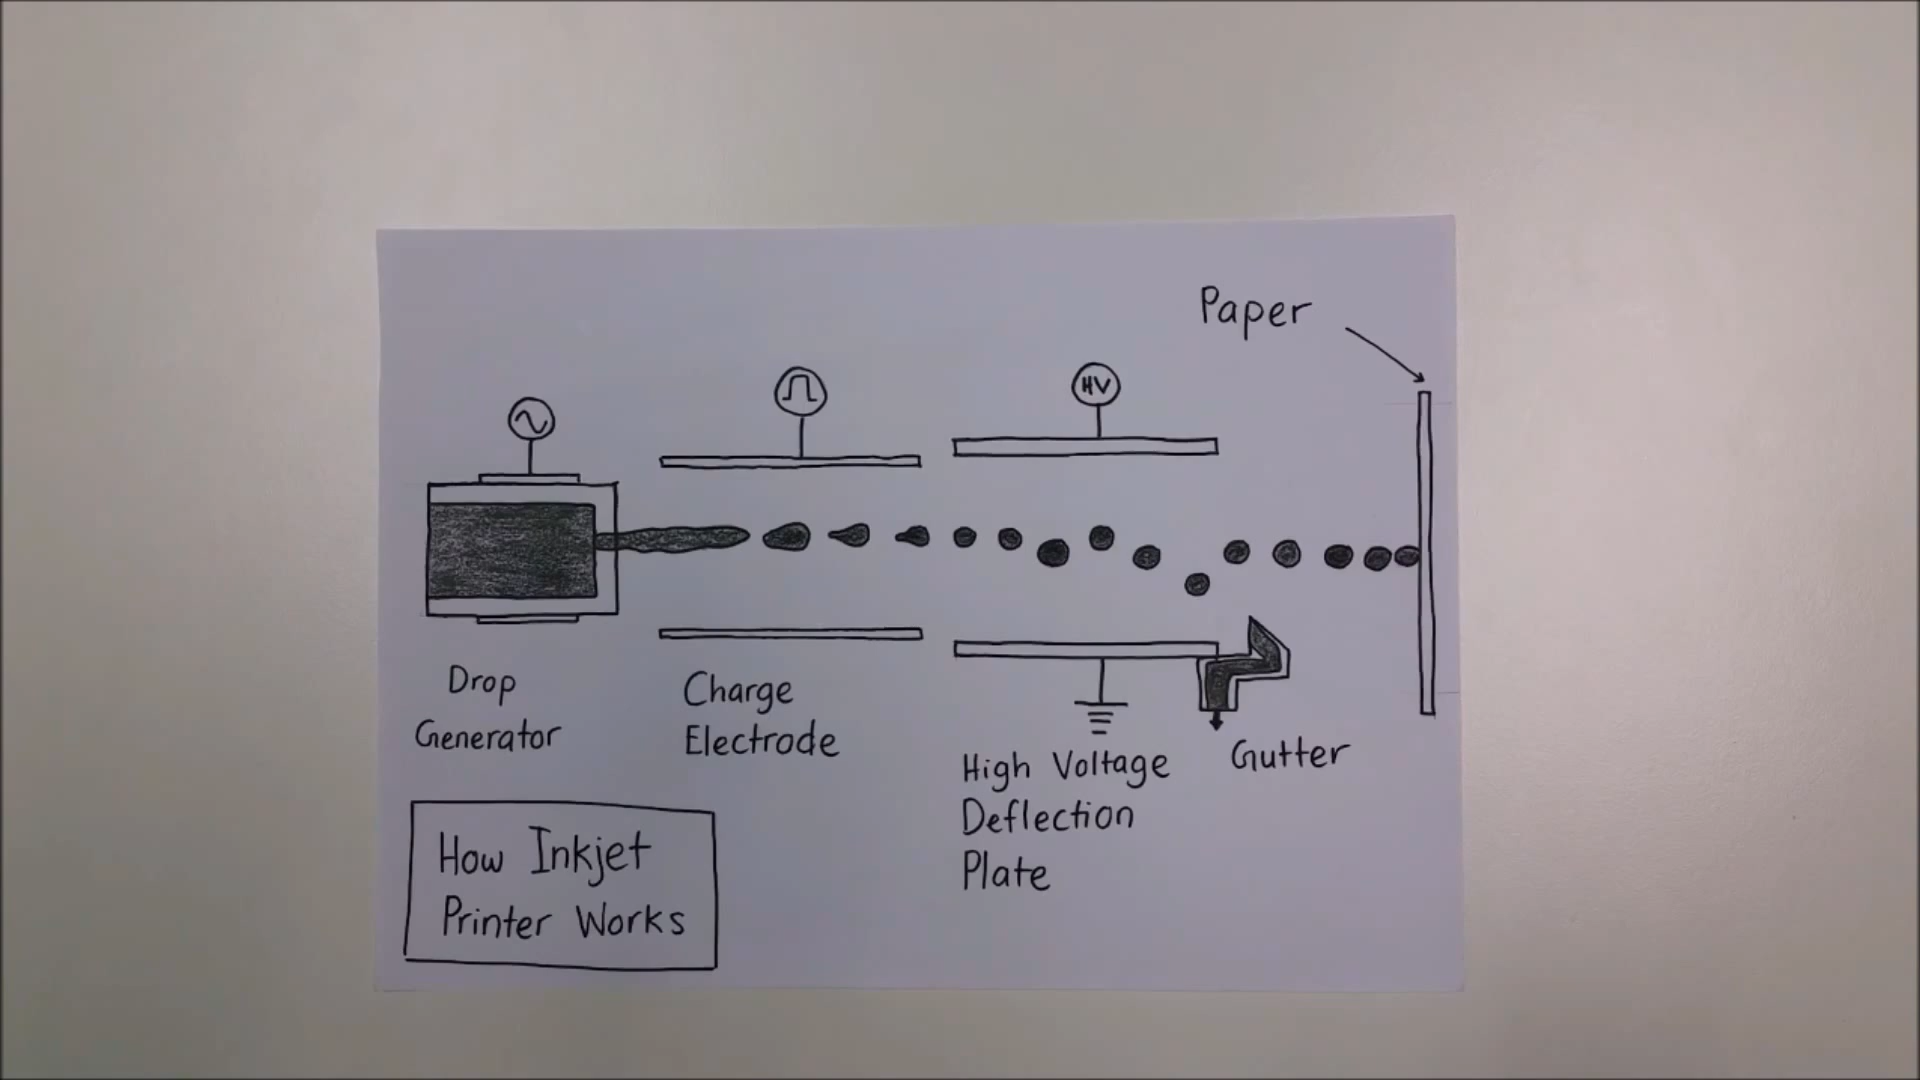 Paper
HV
Drop
Generator
Charge
Electrode
High Voltage
Deflection
Plate
Gutter
How Inkjet
Printer Works